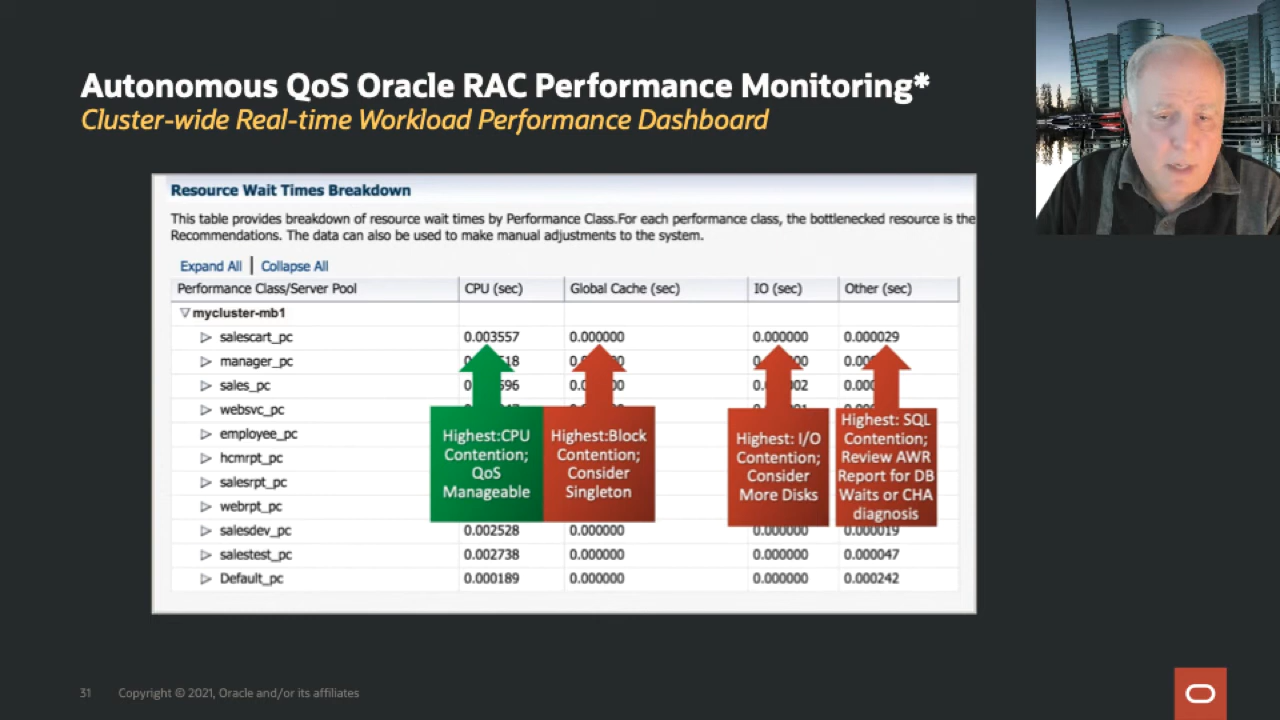 Autonomous QoS Oracle RAC Performance Monitoring*
Cluster-wide Real-time Workload Performance Dashboard
Resource Wait Times Breakdown
This table provides breakdown of resource wait times by Performance Class.For each performance class, the bottlenecked resource is the
Recommendations. The data can also be used to make manual adjustments to the system.
Expand All | Collapse All
Performance Class/Server Pool CPU (sec) Global Cache (sec) IO (sec) Other (sec)
mycluster-mb1
salescart_pc 0.003557 0.000000 0.000000 0.000029
manager_pc
sales_pc
websvc_pc
employee_pc
hcmrpt_pc
salesrpt_pc
webrpt_pc
salesdev_pc 0.002528 0.000000 0.000000 0.000019
salestest_pc 0.002738 0.000000 0.000000 0.000047
Default_pc 0.000189 0.000000 0.000000 0.000242
Highest:CPU
Contention;
QoS
Manageable
Highest:Block
Contention;
Consider
Singleton
Highest: I/O
Contention;
Consider
More Disks
Highest: SQL
Contention;
Review AWR
Report for DB
Waits or CHA
diagnosis
31 Copyright © 2021, Oracle and/or its affiliates